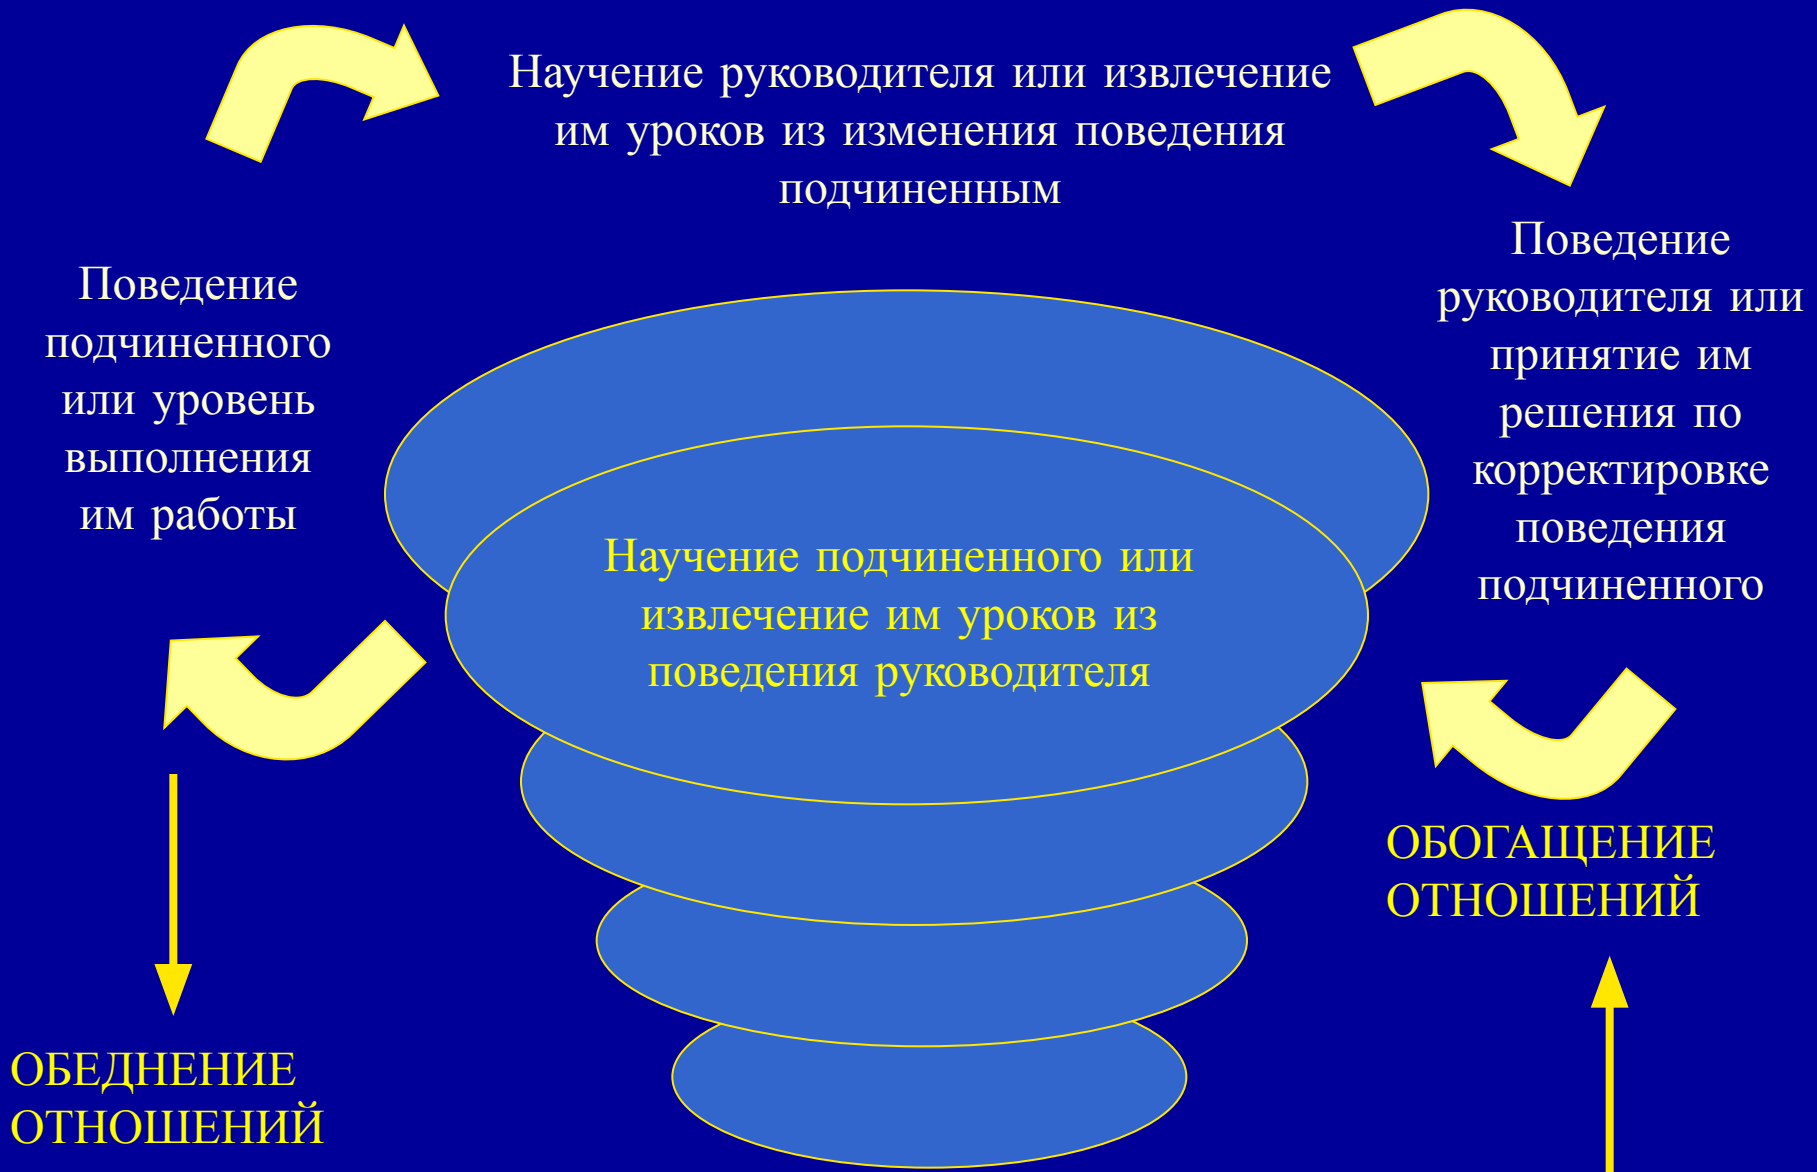 Научение руководителя или извлечение
им уроков из изменения поведения
подчиненным
Поведение
подчиненного
или уровень
выполнения
им работы
Поведение
руководителя или
принятие им
решения по
корректировке
поведения
подчиненного
Научение подчиненного или
извлечение им уроков из
поведения руководителя
ОБОГАЩЕНИЕ
ОТНОШЕНИЙ
ОБЕДНЕНИЕ
ОТНОШЕНИЙ